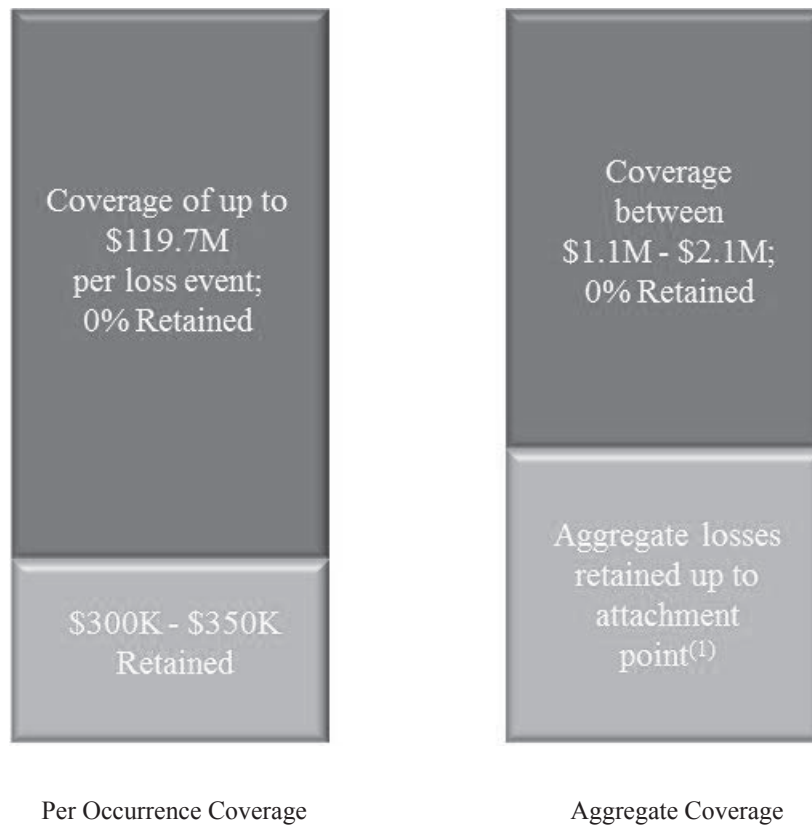 Coverage of up to
$119.7M
per loss event;
0% Retained
$300K - $350K
Retained
Per Occurrence Coverage
Coverage
between
$1.1M - $2.1M;
0% Retained
Aggregate losses
retained up to
attachment
point(1)
Aggregate Coverage